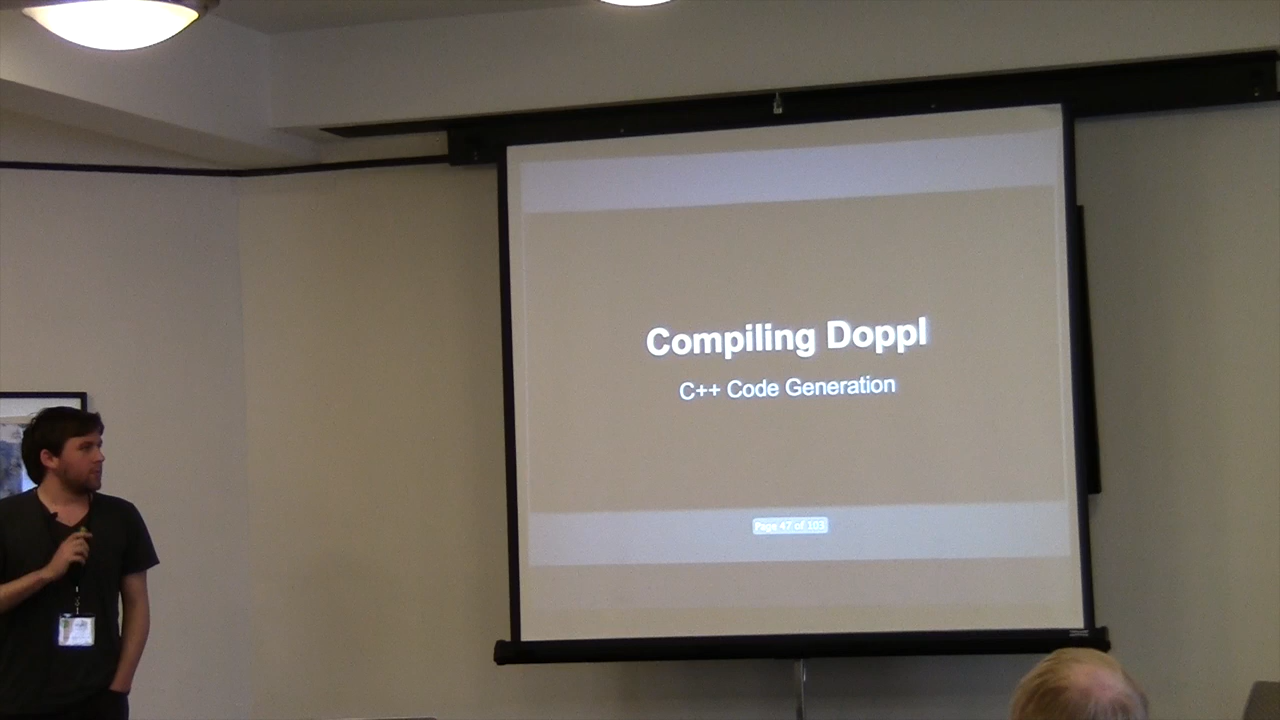 Compiling Doppl
C++ Code Generation
Page 47 of 103